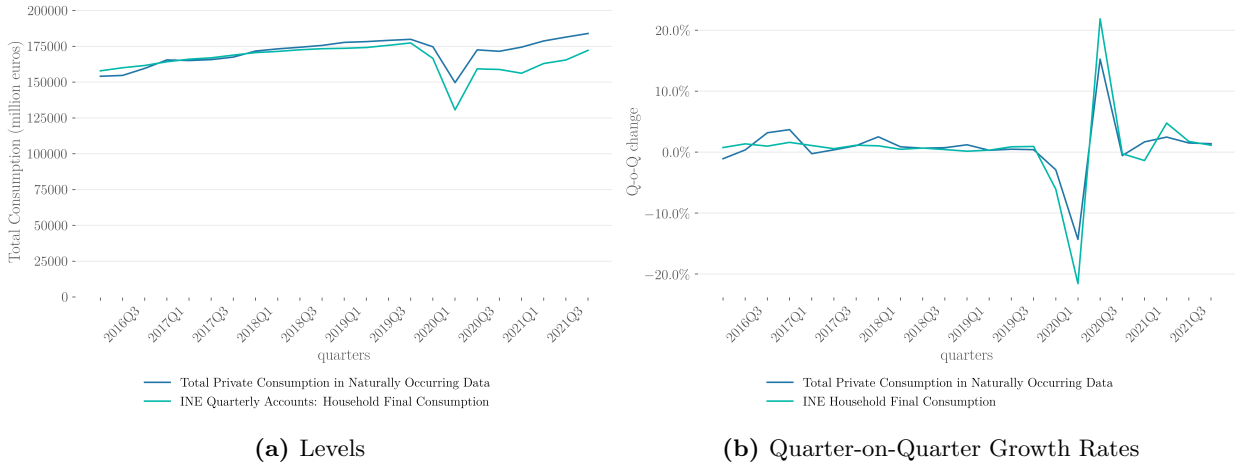 Total Consumption (million euros)
200000
175000
150000
125000
100000
75000
50000
25000
0
2016Q3
2017Q1
2017Q3
2018Q1
2018Q3
2019Q1
2019Q3
2020Q1
2020Q3
2021Q1
2021Q3
quarters
Total Private Consumption in Naturally Occurring Data
INE Quarterly Accounts: Household Final Consumption
(a) Levels
Q-o-Q change
20.0%
10.0%
0.0%
−10.0%
−20.0%
2016Q3
2017Q1
2017Q3
2018Q1
2018Q3
2019Q1
2019Q3
2020Q1
2020Q3
2021Q1
2021Q3
quarters
Total Private Consumption in Naturally Occurring Data
INE Household Final Consumption
(b) Quarter-on-Quarter Growth Rates